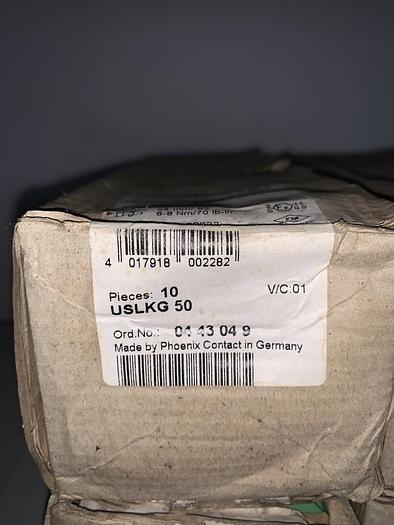 6-8 Nm/70 lb-in
4 017918 002282
Pieces: 10
V/C:01
USLKG 50
Ord.No.: 04 43 04 9
Made by Phoenix Contact in Germany